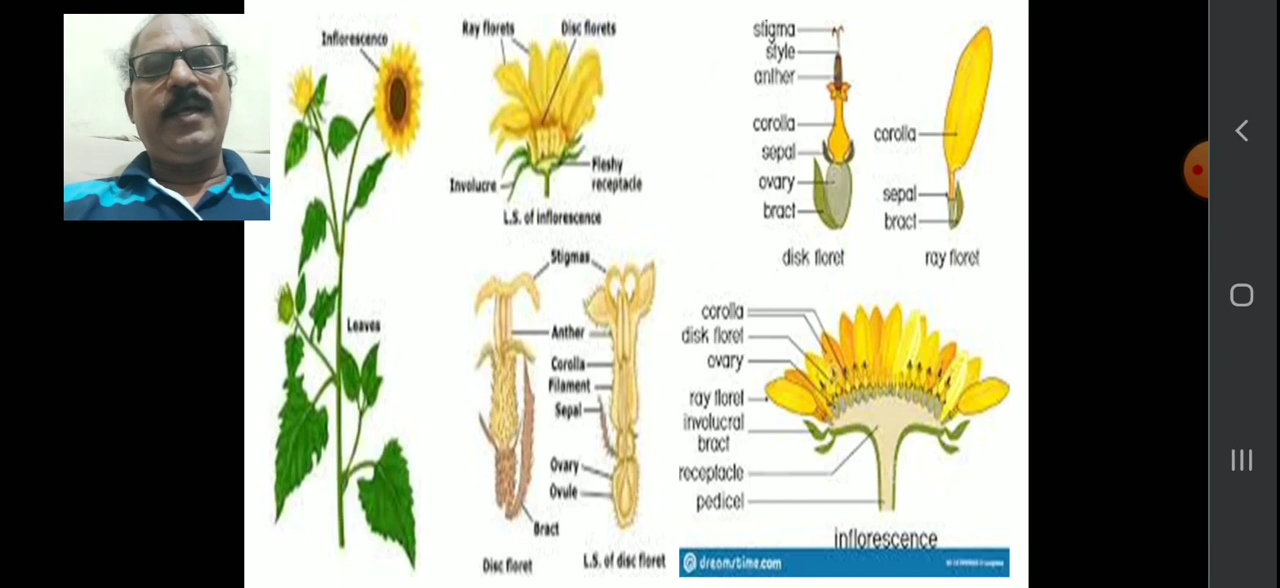 Inflorescence
Leaves
Ray florets
Disc florets
Involucre
Fleshy
receptacle
L.S. of inflorescence
Stigmas
Anther
Corolla
Filament
Sepal
Ovary
Ovule
Bract
Disc floret
L.S. of disc floret
stigma
style
anther
corolla
sepal
ovary
bract
disk floret
corolla
sepal
bract
ray floret
corolla
disk floret
ovary
ray floret
involucral
bract
receptacle
pedicel
inflorescence
dreamstime.com